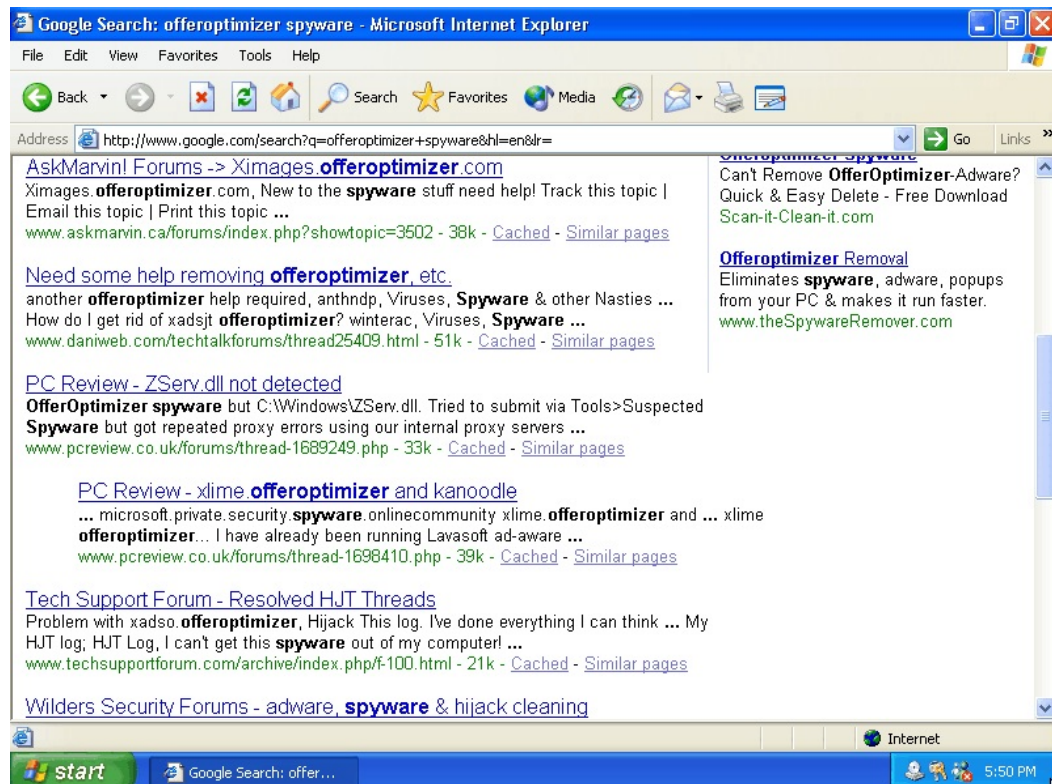 Google Search: offeroptimizer spyware - Microsoft Internet Explorer
File Edit View Favorites Tools Help
Back Search Favorites Media
Address http://www.google.com/search?q=offeroptimizer+spyware&hl=en&lr= Go Links »
AskMarvin! Forums -> Ximages.offeroptimizer.com
Ximages.offeroptimizer.com, New to the spyware stuff need help! Track this topic |
Email this topic | Print this topic ...
www.askmarvin.ca/forums/index.php?showtopic=3502 - 38k - Cached - Similar pages
Need some help removing offeroptimizer, etc.
another offeroptimizer help required, anthndp, Viruses, Spyware & other Nasties ...
How do I get rid of xadsjt offeroptimizer? winterac, Viruses, Spyware ...
www.daniweb.com/techtalkforums/thread25409.html - 51k - Cached - Similar pages
PC Review - ZServ.dll not detected
OfferOptimizer spyware but C:\Windows\ZServ.dll. Tried to submit via Tools>Suspected
Spyware but got repeated proxy errors using our internal proxy servers ...
www.pcreview.co.uk/forums/thread-1689249.php - 33k - Cached - Similar pages
PC Review - xlime.offeroptimizer and kanoodle
... microsoft.private.security.spyware.onlinecommunity xlime.offeroptimizer and ... xlime
offeroptimizer... I have already been running Lavasoft ad-aware ...
www.pcreview.co.uk/forums/thread-1698410.php - 39k - Cached - Similar pages
Tech Support Forum - Resolved HJT Threads
Problem with xadso.offeroptimizer, Hijack This log. I've done everything I can think ... My
HJT log; HJT Log, I can't get this spyware out of my computer! ...
www.techsupportforum.com/archive/index.php/f-100.html - 21k - Cached - Similar pages
Wilders Security Forums - adware, spyware & hijack cleaning
Offeroptimizer Spyware
Can't Remove OfferOptimizer-Adware?
Quick & Easy Delete - Free Download
Scan-it-Clean-it.com
Offeroptimizer Removal
Eliminates spyware, adware, popups
from your PC & makes it run faster.
www.theSpywareRemover.com
Internet
start Google Search: offer... 5:50 PM